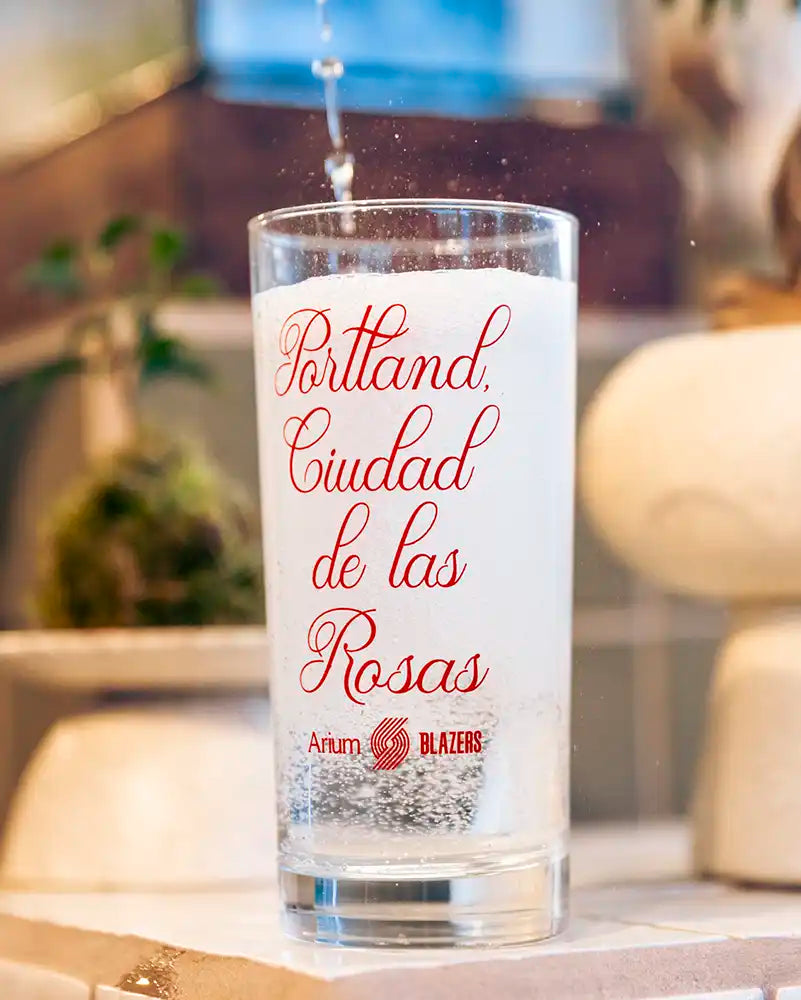 Portland,
Ciudad
de las
Rosas
Arium BLAZERS